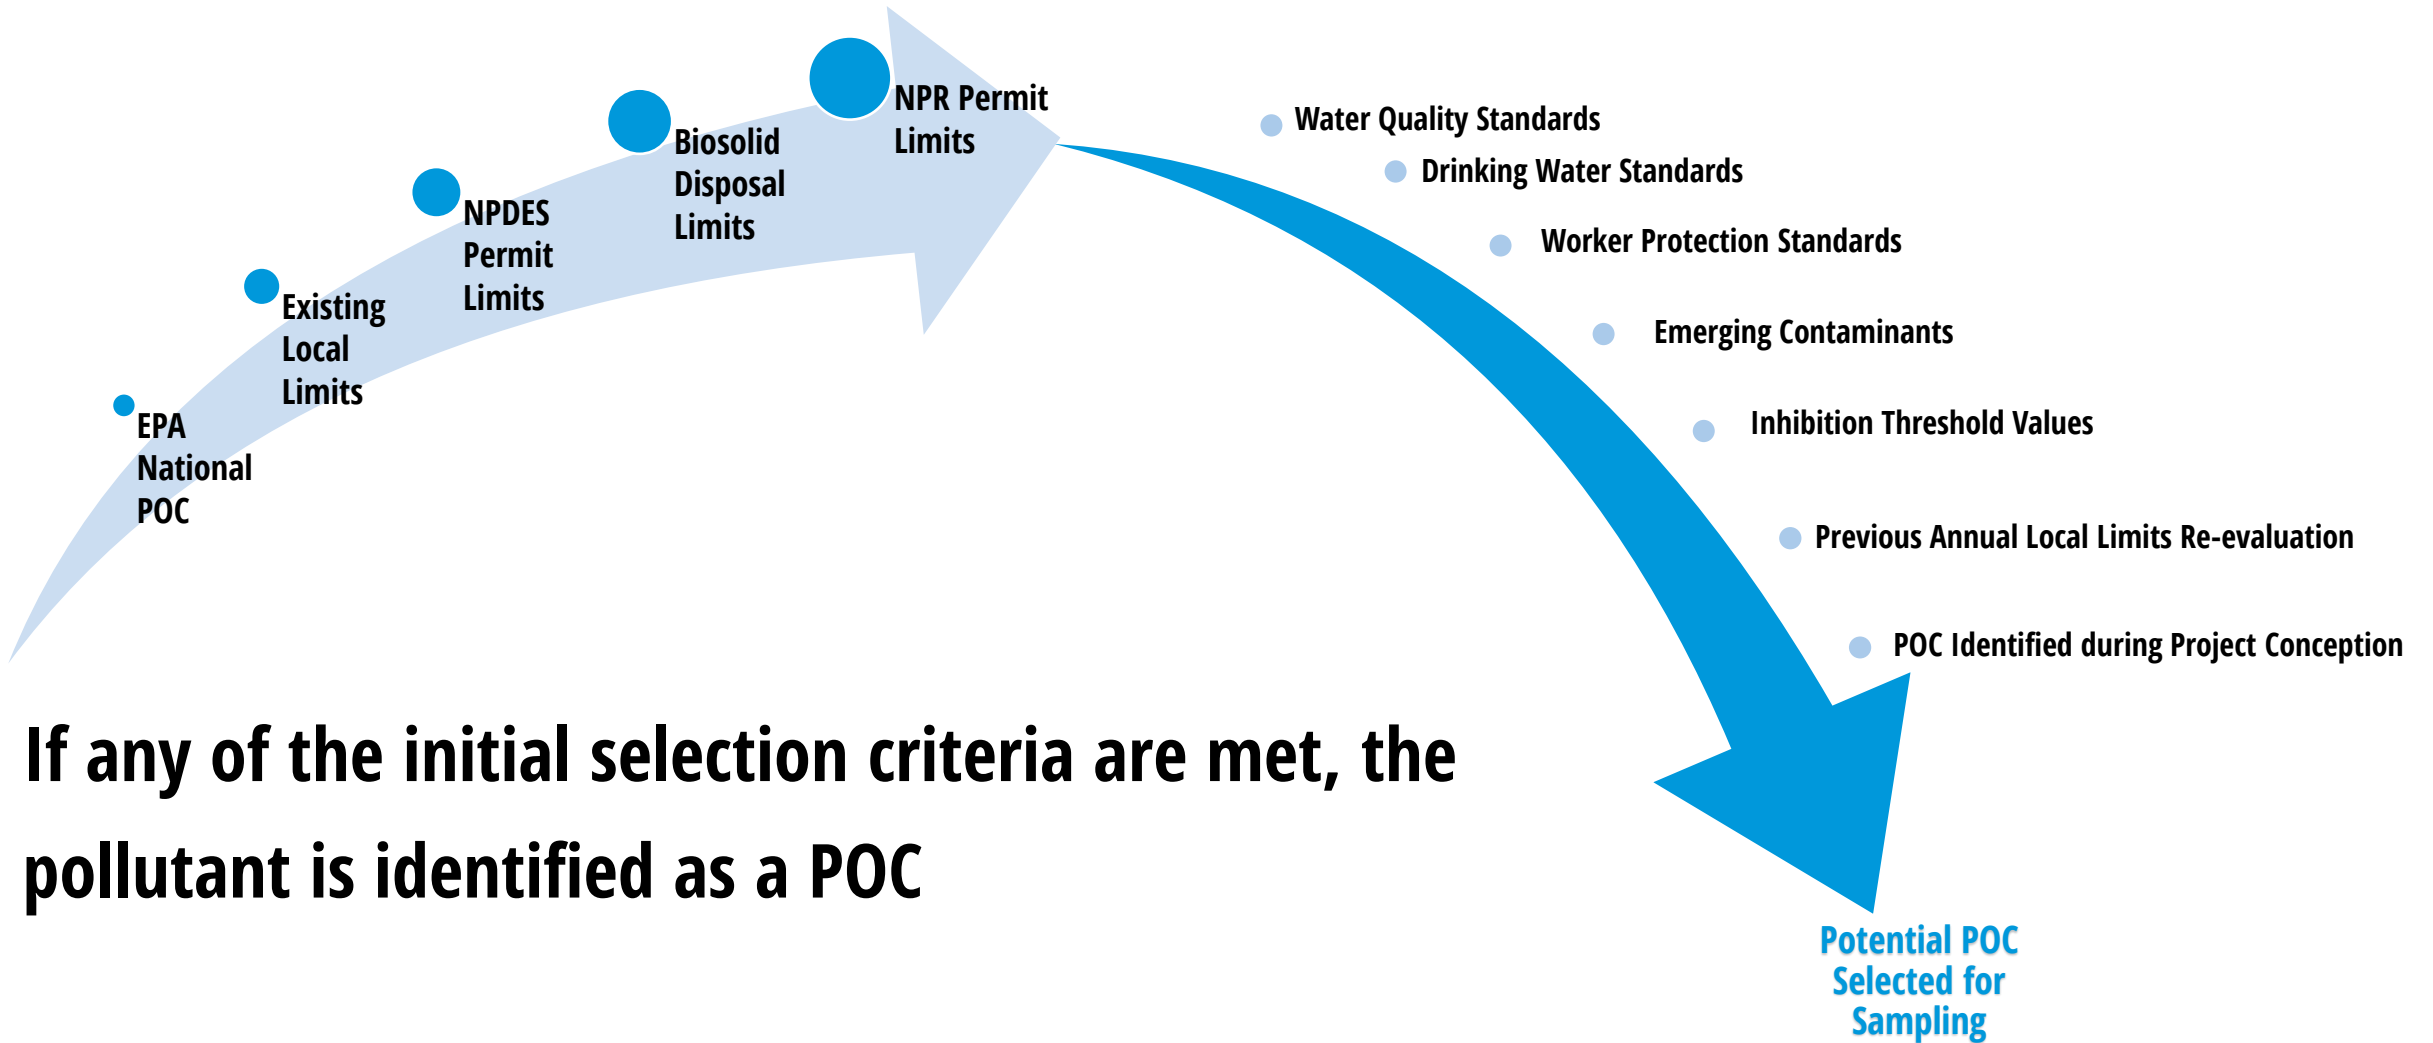 EPA
National
POC
Existing
Local
Limits
NPDES
Permit
Limits
Biosolid
Disposal
Limits
NPR Permit
Limits
Water Quality Standards
Drinking Water Standards
Worker Protection Standards
Emerging Contaminants
Inhibition Threshold Values
Previous Annual Local Limits Re-evaluation
POC Identified during Project Conception
If any of the initial selection criteria are met, the
pollutant is identified as a POC
Potential POC
Selected for
Sampling